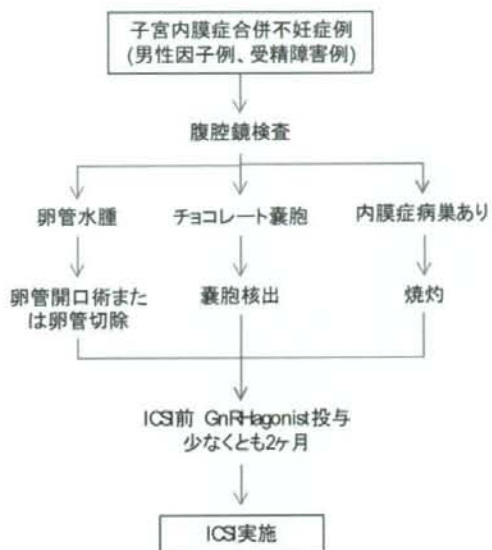 子宮内膜症合併不妊症例
(男性因子例、受精障害例)
腹腔鏡検査
卵管水腫
チョコレート嚢胞
内膜症病巣あり
卵管開口術また
は卵管切除
嚢胞核出
焼灼
ICSI前 GnRHagonist投与
少なくとも2ヶ月
ICSI実施